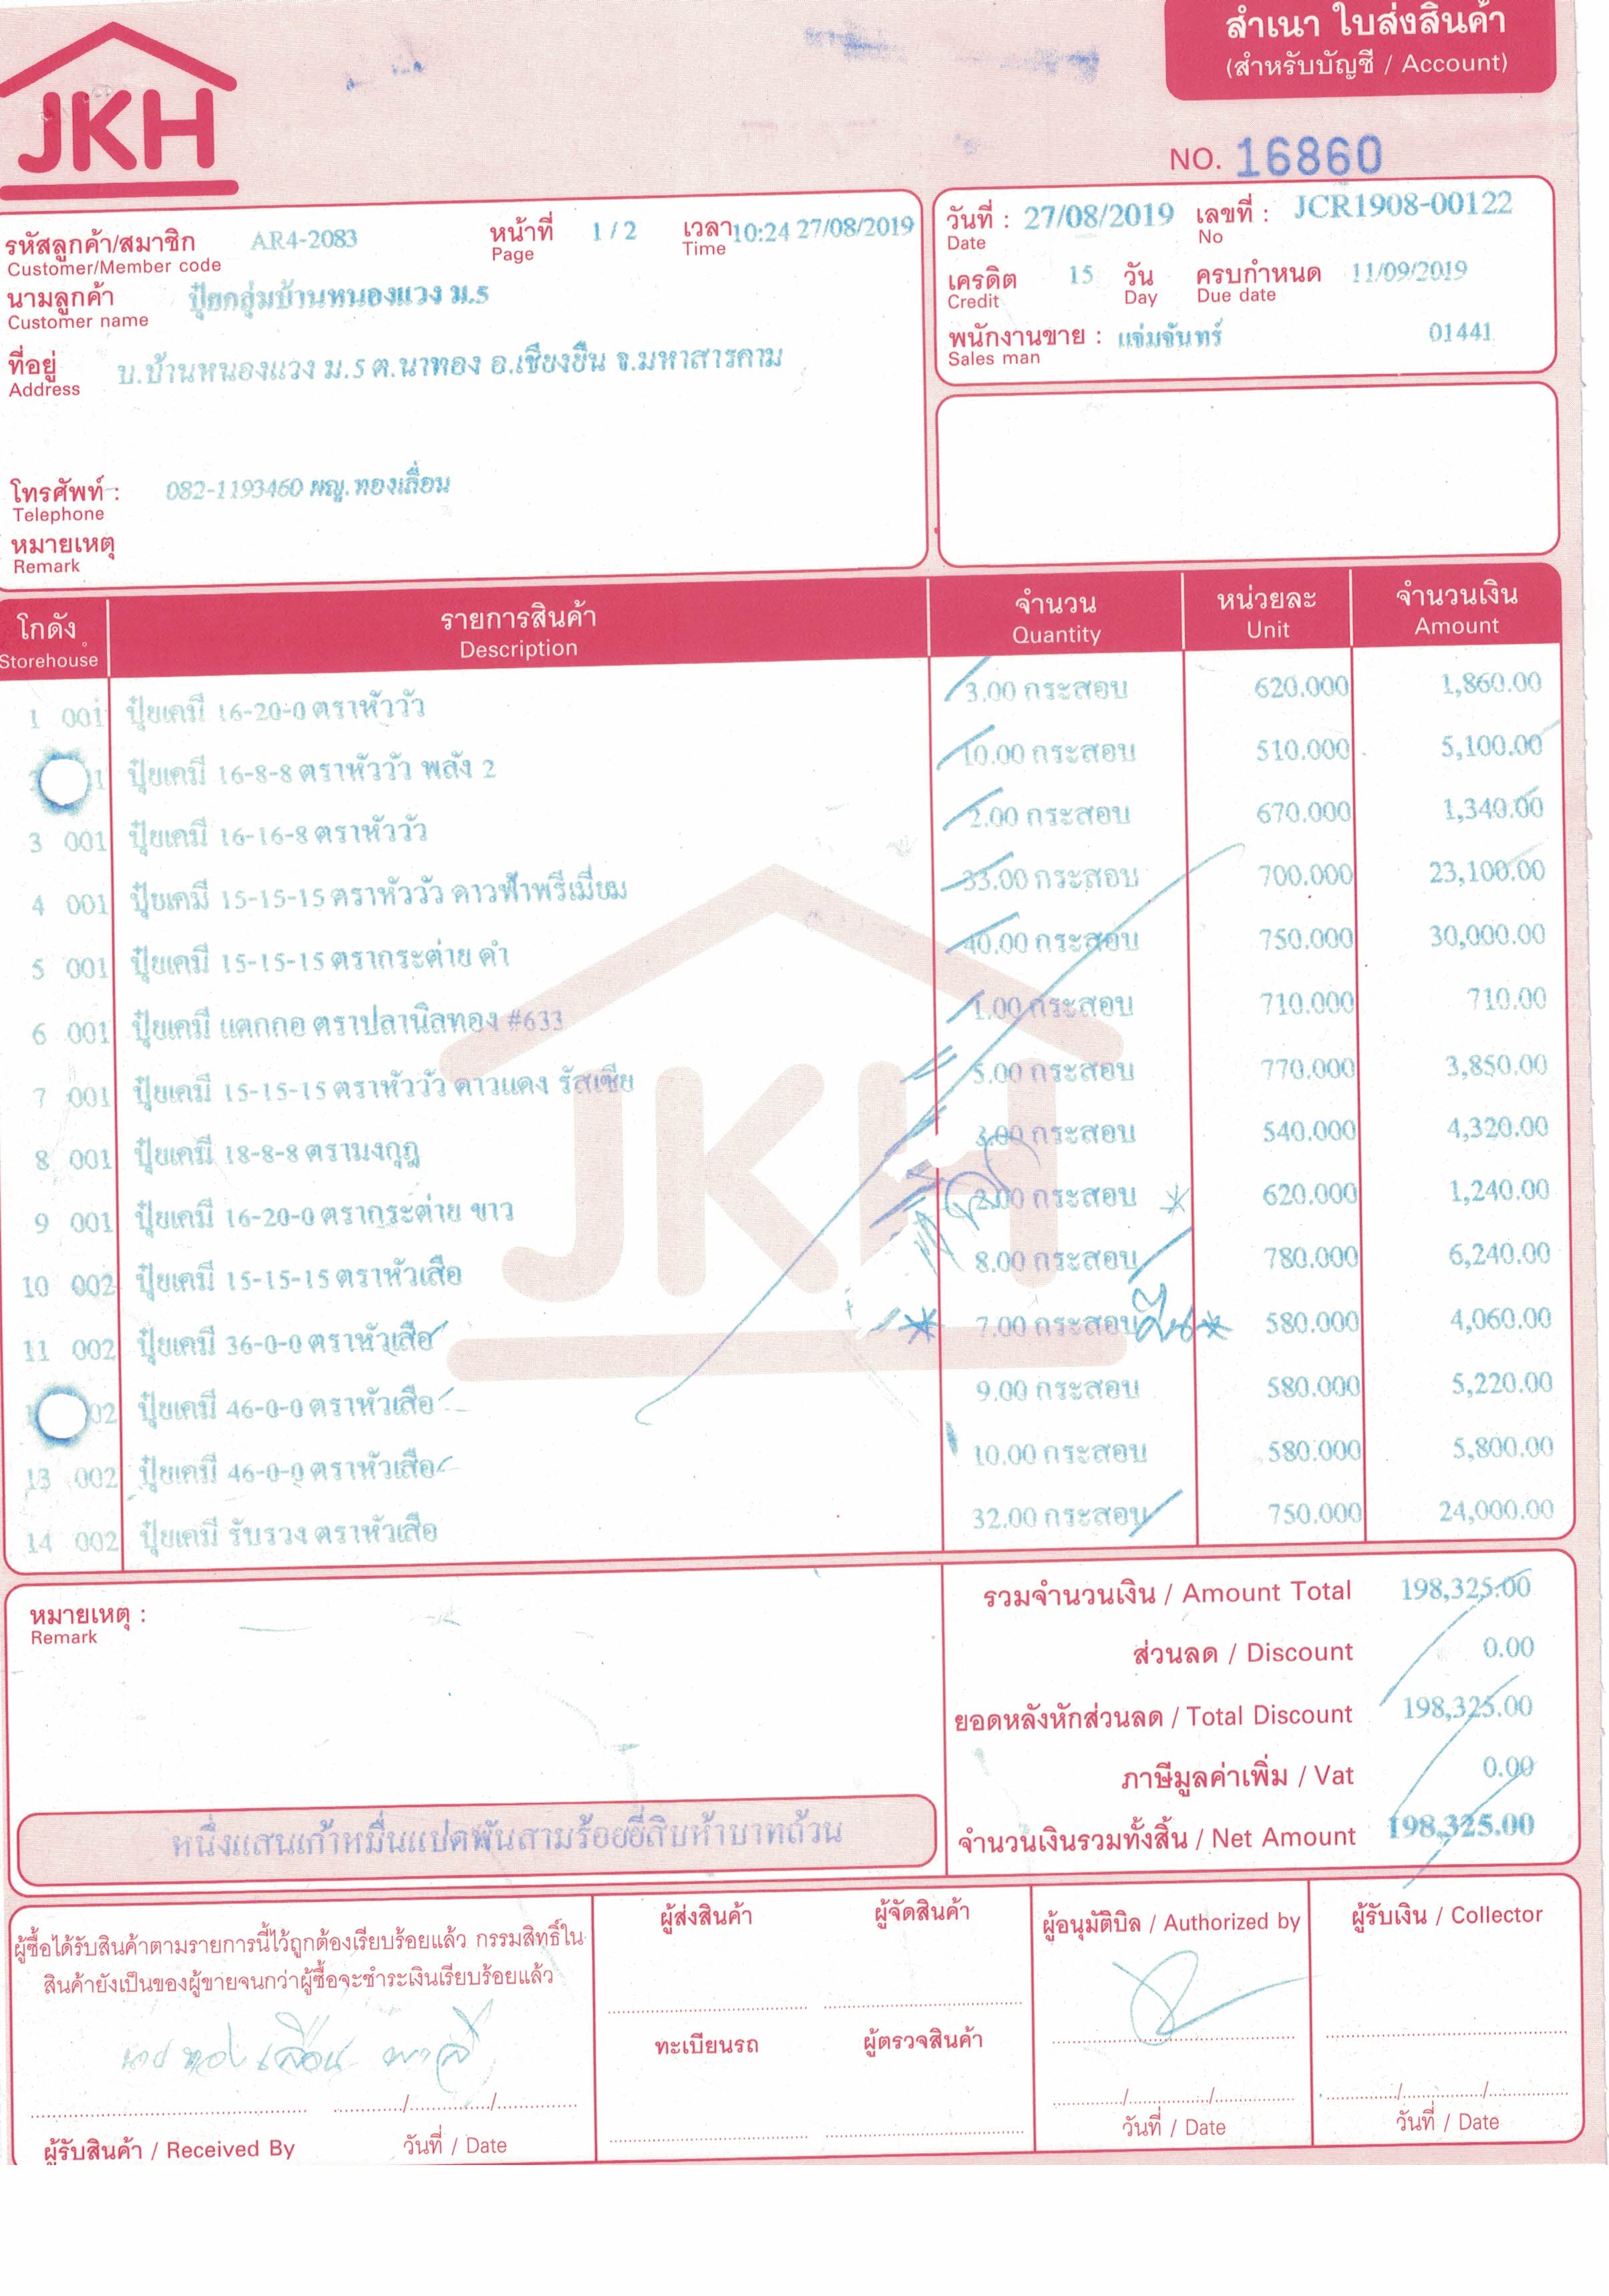 สำเนา ใบส่งสินค้า
(สำหรับบัญชี / Account)
JKH
NO. 16860
รหัสลูกค้า/สมาชิก AR4-2083 หน้าที่ 1 / 2 เวลา 10:24 27/08/2019
Customer/Member code Page Time
นามลูกค้า ปุ๋ยกลุ่มบ้านหนองแวง ม.5
Customer name
ที่อยู่ บ.บ้านหนองแวง ม.5 ต.นาทอง อ.เชียงยืน จ.มหาสารคาม
Address
โทรศัพท์ : 082-1193460 ผญ.ทองเลื่อน
Telephone
หมายเหตุ
Remark
วันที่ : 27/08/2019 เลขที่ : JCR1908-00122
Date No
เครดิต 15 วัน ครบกำหนด 11/09/2019
Credit Day Due date
พนักงานขาย : แจ่มจันทร์ 01441
Sales man
โกดัง รายการสินค้า จำนวน หน่วยละ จำนวนเงิน
Storehouse Description Quantity Unit Amount
1 001 ปุ๋ยเคมี 16-20-0 ตราหัววัว 3.00 กระสอบ 620.000 1,860.00
1 ปุ๋ยเคมี 16-8-8 ตราหัววัว พลัง 2 10.00 กระสอบ 510.000 5,100.00
3 001 ปุ๋ยเคมี 16-16-8 ตราหัววัว 2.00 กระสอบ 670.000 1,340.00
4 001 ปุ๋ยเคมี 15-15-15 ตราหัววัว ดาวฟ้าพรีเมี่ยม 33.00 กระสอบ 700.000 23,100.00
5 001 ปุ๋ยเคมี 15-15-15 ตรากระต่าย ดำ 40.00 กระสอบ 750.000 30,000.00
6 001 ปุ๋ยเคมี แตกกอ ตราปลานิลทอง #633 1.00 กระสอบ 710.000 710.00
7 001 ปุ๋ยเคมี 15-15-15 ตราหัววัว ดาวแดง รัสเซีย 5.00 กระสอบ 770.000 3,850.00
8 001 ปุ๋ยเคมี 18-8-8 ตรามงกุฎ กระสอบ 540.000 4,320.00
9 001 ปุ๋ยเคมี 16-20-0 ตรากระต่าย ขาว 2.00 กระสอบ 620.000 1,240.00
10 002 ปุ๋ยเคมี 15-15-15 ตราหัวเสือ 8.00 กระสอบ 780.000 6,240.00
11 002 ปุ๋ยเคมี 36-0-0 ตราหัวเสือ 7.00 กระสอบ 580.000 4,060.00
02 ปุ๋ยเคมี 46-0-0 ตราหัวเสือ 9.00 กระสอบ 580.000 5,220.00
13 002 ปุ๋ยเคมี 46-0-0 ตราหัวเสือ 10.00 กระสอบ 580.000 5,800.00
14 002 ปุ๋ยเคมี รับรวง ตราหัวเสือ 32.00 กระสอบ 750.000 24,000.00
หมายเหตุ :
Remark
รวมจำนวนเงิน / Amount Total 198,325.00
ส่วนลด / Discount 0.00
ยอดหลังหักส่วนลด / Total Discount 198,325.00
ภาษีมูลค่าเพิ่ม / Vat 0.00
จำนวนเงินรวมทั้งสิ้น / Net Amount 198,325.00
หนึ่งแสนเก้าหมื่นแปดพันสามร้อยยี่สิบห้าบาทถ้วน
ผู้ซื้อได้รับสินค้าตามรายการนี้ไว้ถูกต้องเรียบร้อยแล้ว กรรมสิทธิ์ใน
สินค้ายังเป็นของผู้ขายจนกว่าผู้ซื้อจะชำระเงินเรียบร้อยแล้ว
นาย ทองเลื่อน
ผู้รับสินค้า / Received By วันที่ / Date
ผู้ส่งสินค้า ผู้จัดสินค้า
ทะเบียนรถ ผู้ตรวจสินค้า
ผู้อนุมัติบิล / Authorized by
วันที่ / Date
ผู้รับเงิน / Collector
วันที่ / Date